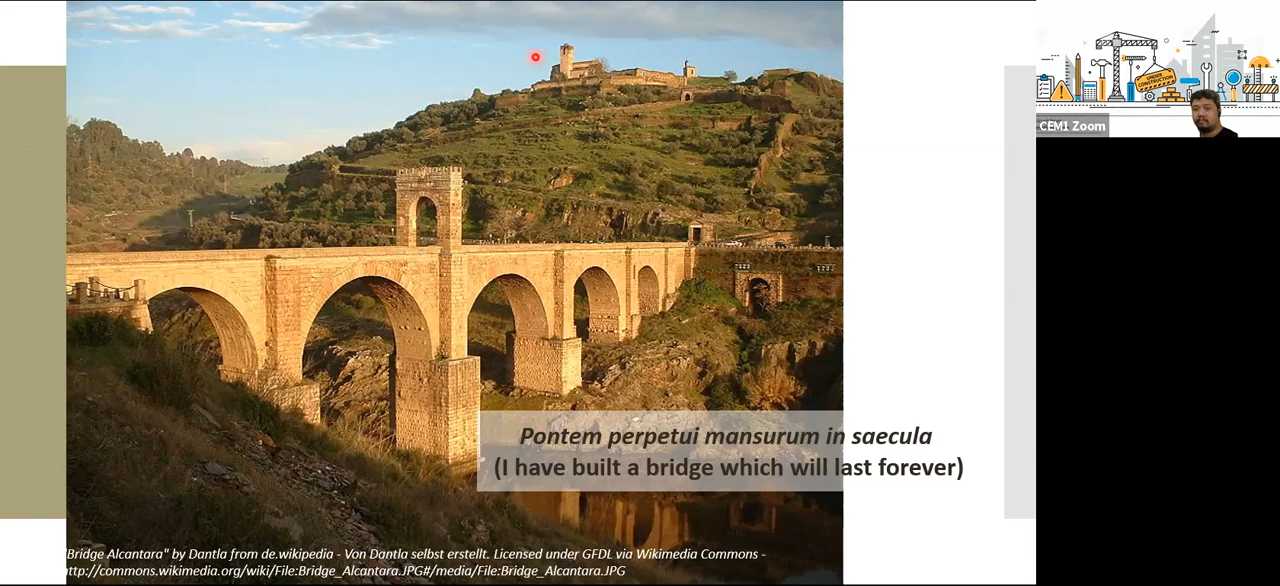 UNDER
CONSTRUCTION
CEM1 Zoom
Pontem perpetui mansurum in saecula
(I have built a bridge which will last forever)
"Bridge Alcantara" by Dantla from de.wikipedia - Von Dantla selbst erstellt. Licensed under GFDL via Wikimedia Commons -
http://commons.wikimedia.org/wiki/File:Bridge_Alcantara.JPG#/media/File:Bridge_Alcantara.JPG